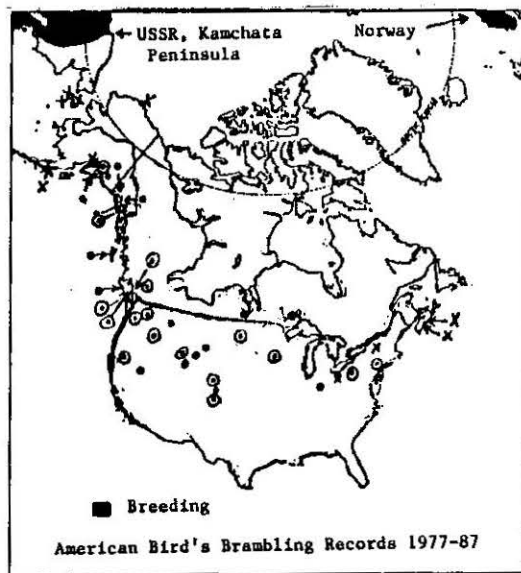 USSR, Kamchata
Peninsula
Norway
Breeding
American Bird's Brambling Records 1977-87